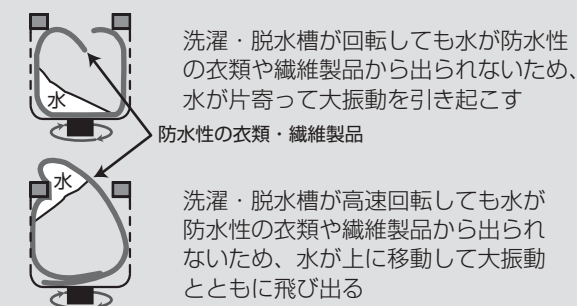 洗濯・脱水槽が回転しても水が防水性
の衣類や繊維製品から出られないため、
水が片寄って大振動を引き起こす
水
防水性の衣類・繊維製品
水
洗濯・脱水槽が高速回転しても水が
防水性の衣類や繊維製品から出られ
ないため、水が上に移動して大振動
とともに飛び出る